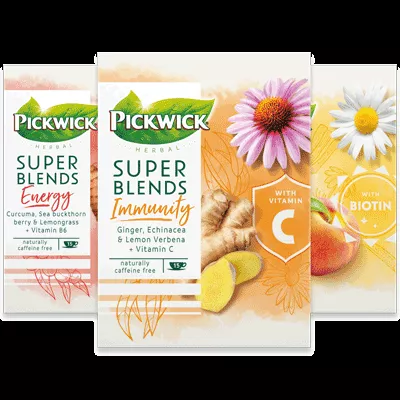 PICKWICK
HERBAL
SUPER
BLENDS
Energy
Curcuma, Sea buckthorn
berry & Lemongrass
+ Vitamin B6
naturally
caffeine free
PICKWICK
HERBAL
SUPER
BLENDS
Immunity
Ginger, Echinacea
& Lemon Verbena
+ Vitamin C
naturally
caffeine free
15
WITH
VITAMIN
C
WITH
BIOTIN